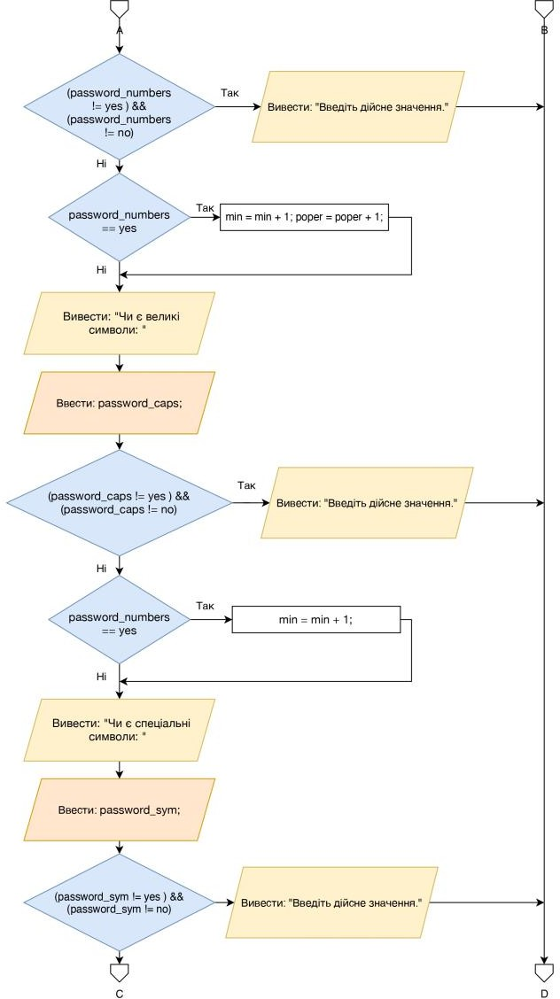 A
B
(password_numbers
!= yes ) &&
(password_numbers
!= no)
Так
Вивести: "Введіть дійсне значення."
Ні
password_numbers
== yes
Так
min = min + 1; poper = poper + 1;
Ні
Вивести: "Чи є великі
символи: "
Ввести: password_caps;
(password_caps != yes ) &&
(password_caps != no)
Так
Вивести: "Введіть дійсне значення."
Ні
password_numbers
== yes
Так
min = min + 1;
Ні
Вивести: "Чи є спеціальні
символи: "
Ввести: password_sym;
(password_sym != yes ) &&
(password_sym != no)
Вивести: "Введіть дійсне значення."
C
D